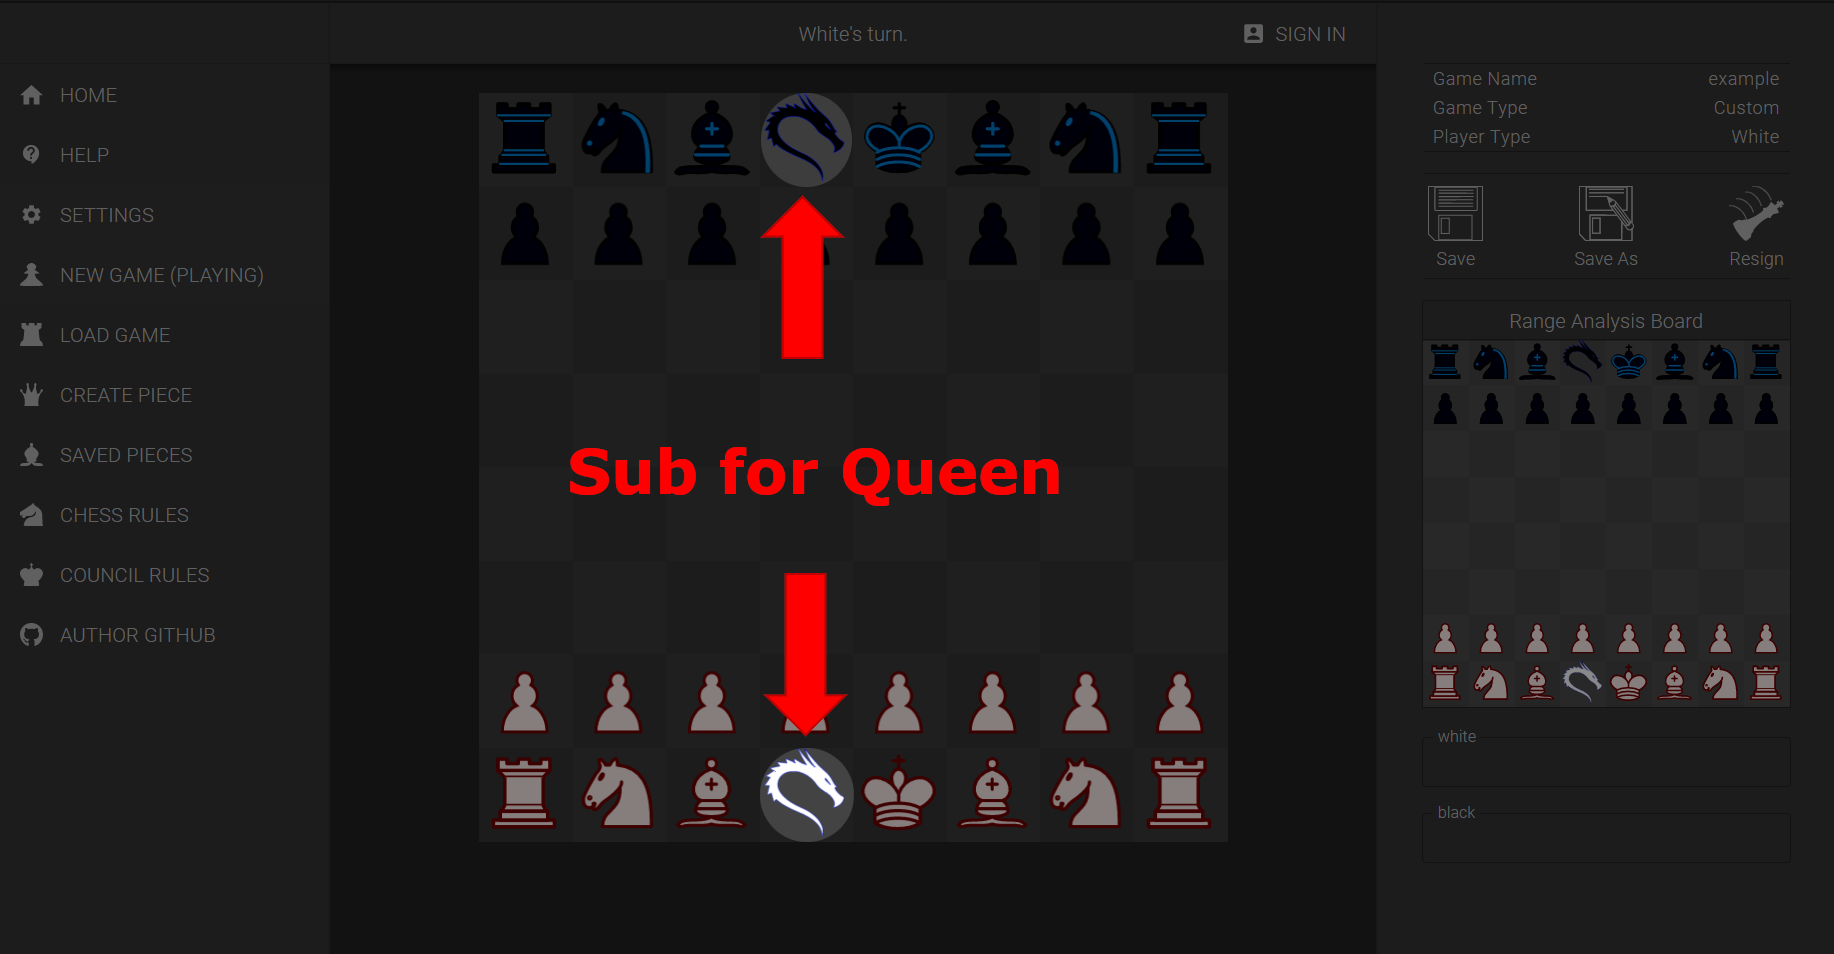 White's turn.
SIGN IN
HOME
HELP
SETTINGS
NEW GAME (PLAYING)
LOAD GAME
CREATE PIECE
SAVED PIECES
CHESS RULES
COUNCIL RULES
AUTHOR GITHUB
Sub for Queen
Game Name example
Game Type Custom
Player Type White
Save Save As Resign
Range Analysis Board
white
black